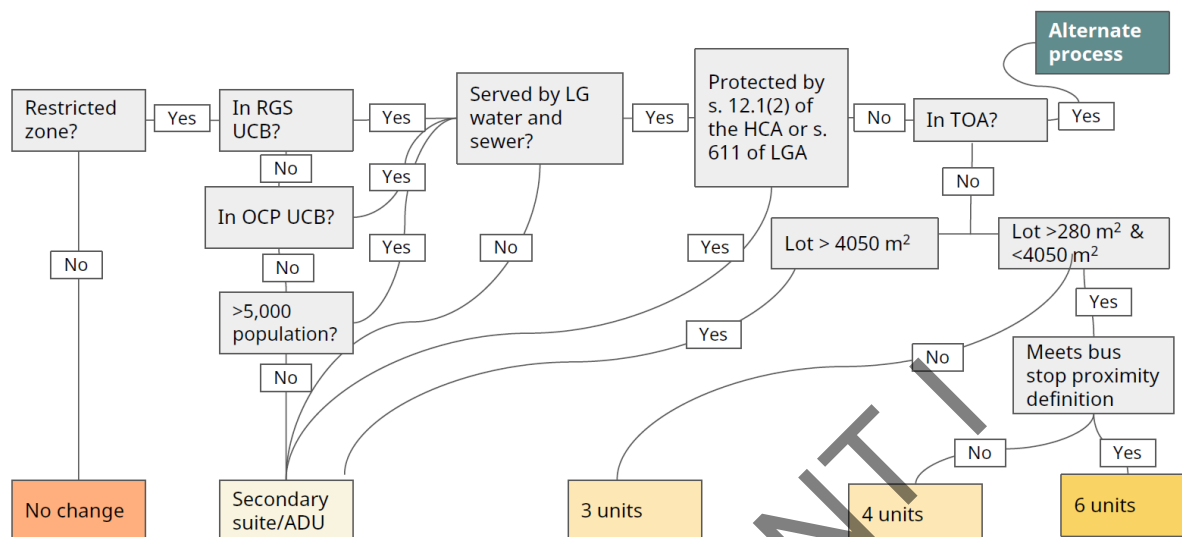 Alternate
process
Restricted
zone?
Yes
In RGS
UCB?
Yes
Served by LG
water and
sewer?
Yes
Protected by
s. 12.1(2) of
the HCA or s.
611 of LGA
No
In TOA?
Yes
No
Yes
No
In OCP UCB?
Lot > 4050 m²
Lot >280 m² &
<4050 m²
No
Yes
No
Yes
No
>5,000
population?
Yes
Yes
No
Meets bus
stop proximity
definition
No
No
Yes
No change
Secondary
suite/ADU
3 units
4 units
6 units